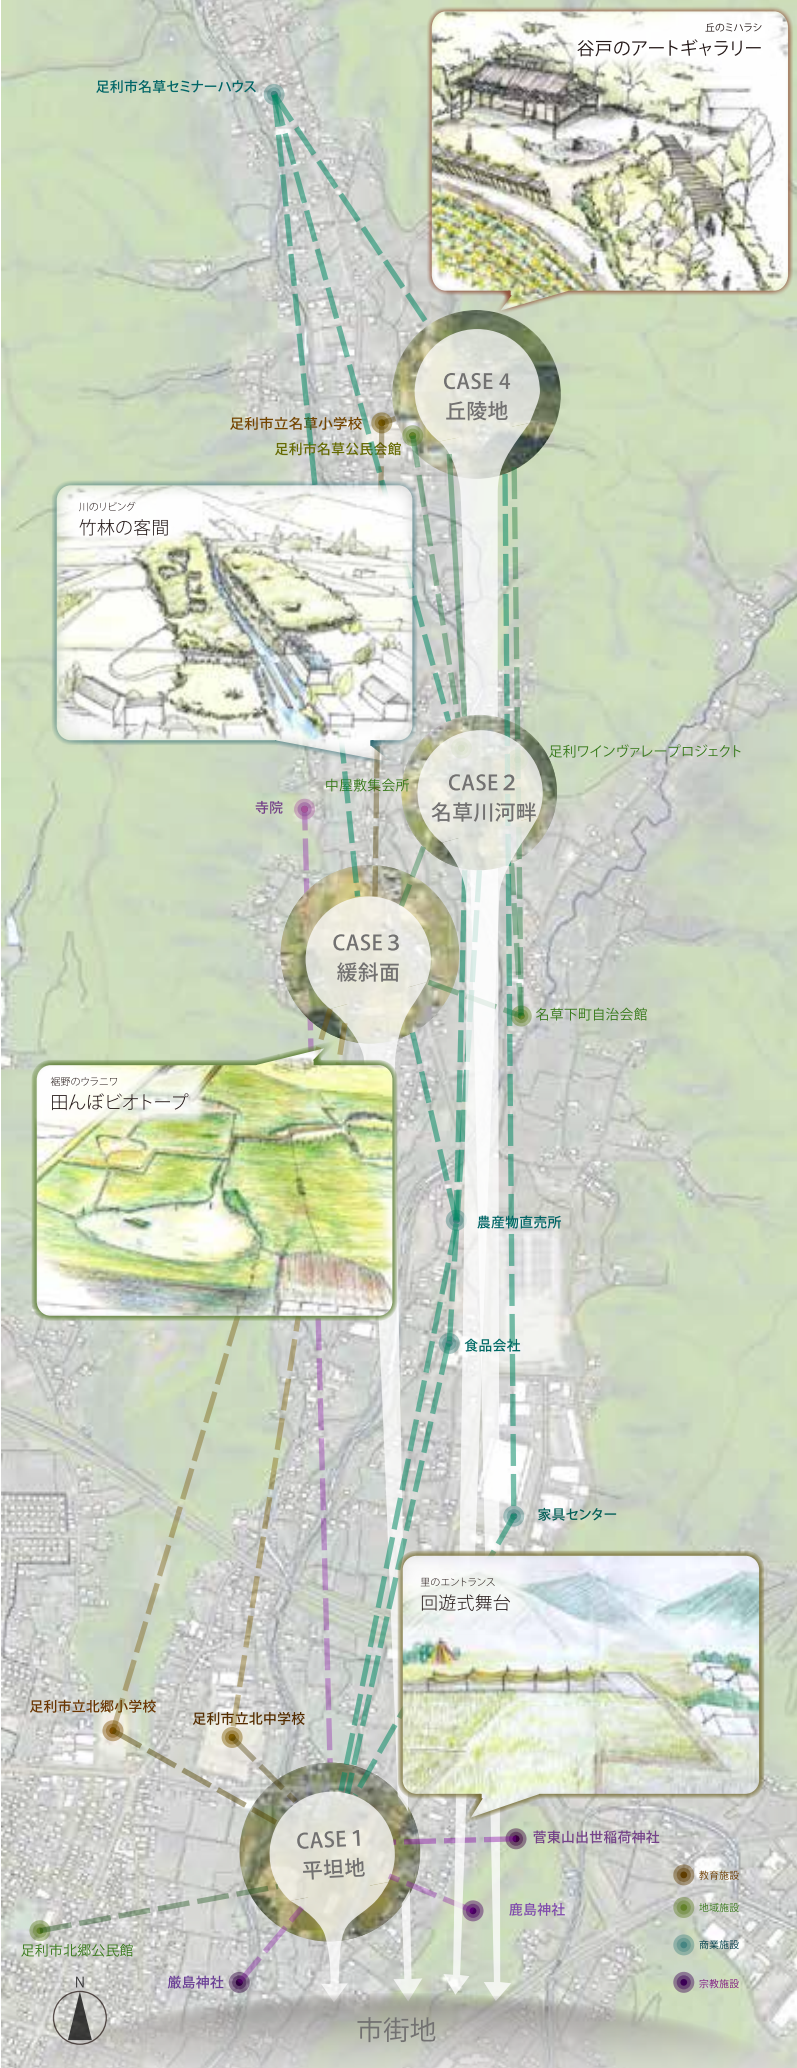 丘のミハラシ
谷戸のアートギャラリー
足利市名草セミナーハウス
CASE 4
丘陵地
足利市立名草小学校
足利市名草公民会館
川のリビング
竹林の客間
足利ワインヴァレープロジェクト
CASE 2
名草川河畔
中屋敷集会所
寺院
CASE 3
緩斜面
名草下町自治会館
裾野のウラニワ
田んぼビオトープ
農産物直売所
食品会社
家具センター
里のエントランス
回遊式舞台
足利市立北郷小学校
足利市立北中学校
CASE 1
平坦地
菅東山出世稲荷神社
鹿島神社
足利市北郷公民館
厳島神社
教育施設
地域施設
商業施設
宗教施設
N
市街地